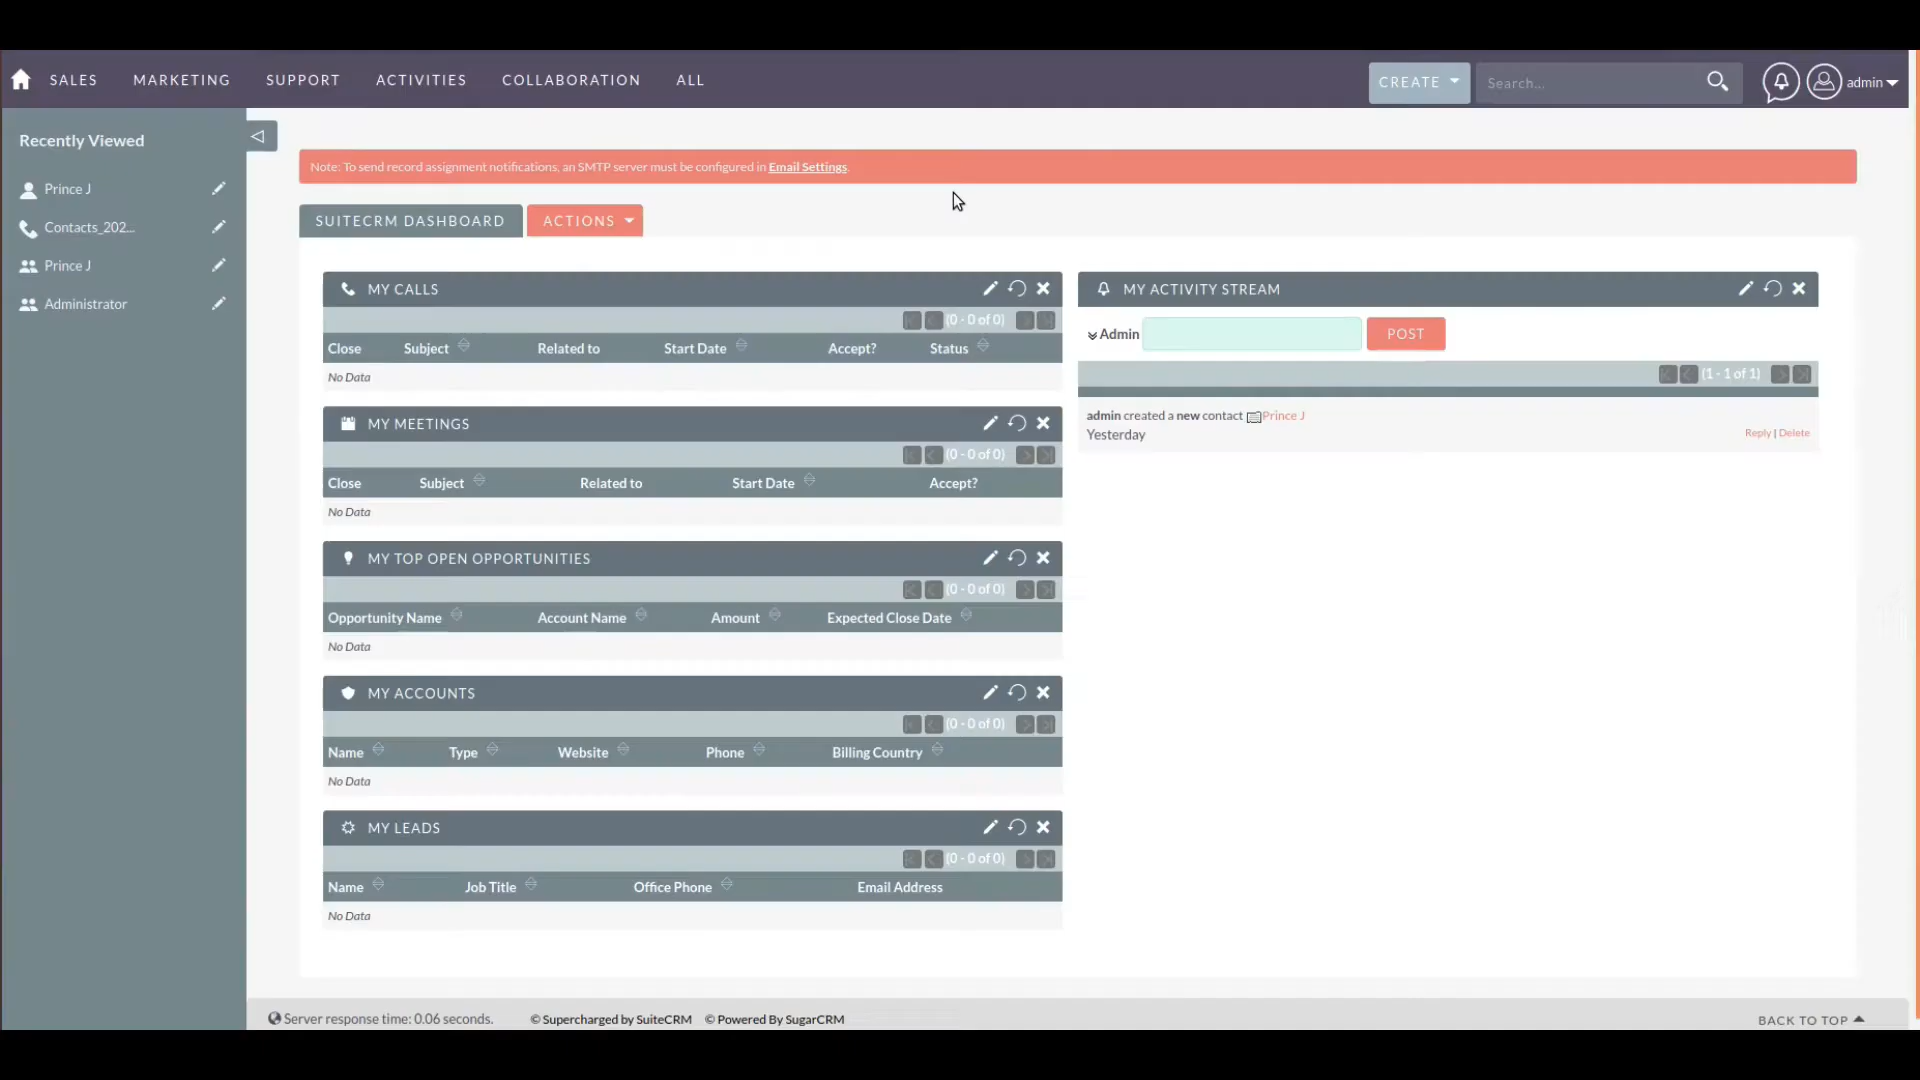 SALES MARKETING SUPPORT ACTIVITIES COLLABORATION ALL CREATE Search... admin
Recently Viewed
Prince J
Contacts_202...
Prince J
Administrator
Note: To send record assignment notifications, an SMTP server must be configured in Email Settings.
SUITECRM DASHBOARD ACTIONS
MY CALLS
(0 - 0 of 0)
Close Subject Related to Start Date Accept? Status
No Data
MY MEETINGS
(0 - 0 of 0)
Close Subject Related to Start Date Accept?
No Data
MY TOP OPEN OPPORTUNITIES
(0 - 0 of 0)
Opportunity Name Account Name Amount Expected Close Date
No Data
MY ACCOUNTS
(0 - 0 of 0)
Name Type Website Phone Billing Country
No Data
MY LEADS
(0 - 0 of 0)
Name Job Title Office Phone Email Address
No Data
MY ACTIVITY STREAM
Admin POST
(1 - 1 of 1)
admin created a new contact Prince J
Yesterday Reply | Delete
Server response time: 0.06 seconds. © Supercharged by SuiteCRM © Powered By SugarCRM BACK TO TOP